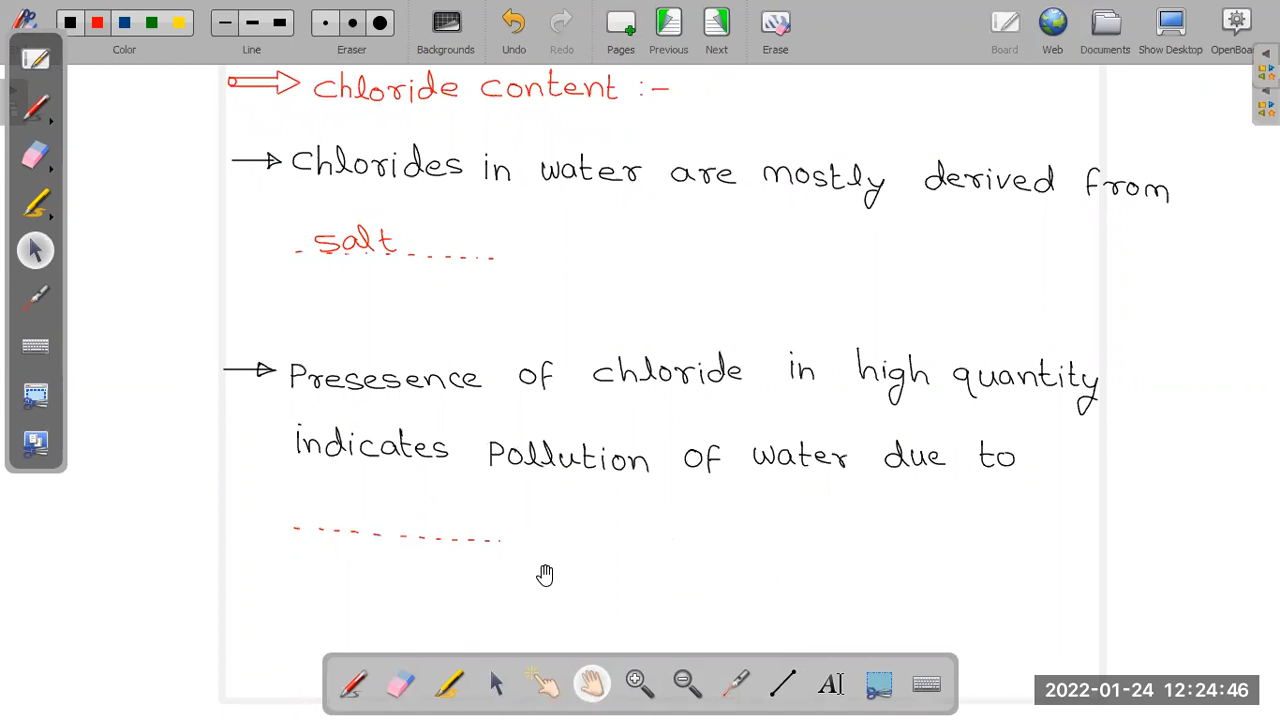 Color
Line
Eraser
Backgrounds
Undo
Redo
Pages
Previous
Next
Erase
Board
Web
Documents
Show Desktop
OpenBoa
chloride content :-
Chlorides in water are mostly derived from
salt
Presesence of chloride in high quantity
indicates Pollution of water due to
2022-01-24 12:24:46